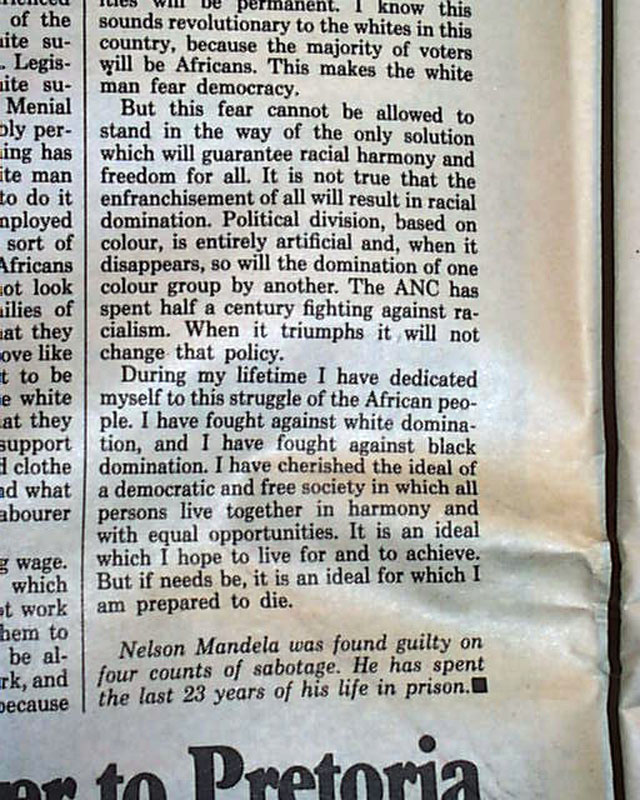 of the
uite su-
. Legis-
uite su-
Menial
bly per-
ing has
ite man
to do it
mployed
sort of
Africans
not look
ilies of
at they
ove like
t to be
e white
at they
support
d clothe
nd what
abourer
g wage.
which
ot work
hem to
be al-
rk, and
because
ities will be permanent. I know this
sounds revolutionary to the whites in this
country, because the majority of voters
will be Africans. This makes the white
man fear democracy.
But this fear cannot be allowed to
stand in the way of the only solution
which will guarantee racial harmony and
freedom for all. It is not true that the
enfranchisement of all will result in racial
domination. Political division, based on
colour, is entirely artificial and, when it
disappears, so will the domination of one
colour group by another. The ANC has
spent half a century fighting against ra-
cialism. When it triumphs it will not
change that policy.
During my lifetime I have dedicated
myself to this struggle of the African peo-
ple. I have fought against white domina-
tion, and I have fought against black
domination. I have cherished the ideal of
a democratic and free society in which all
persons live together in harmony and
with equal opportunities. It is an ideal
which I hope to live for and to achieve.
But if needs be, it is an ideal for which I
am prepared to die.
Nelson Mandela was found guilty on
four counts of sabotage. He has spent
the last 23 years of his life in prison.■
er to Pretoria